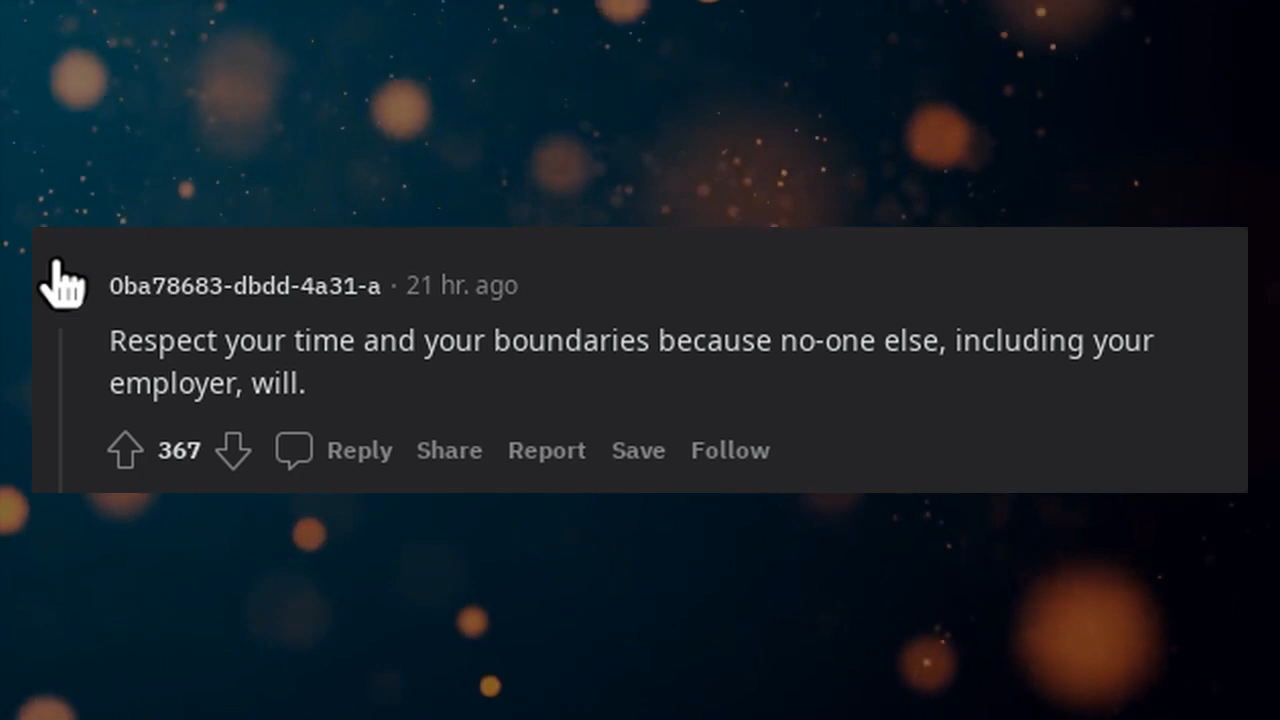 0ba78683-dbdd-4a31-a · 21 hr. ago
Respect your time and your boundaries because no-one else, including your
employer, will.
367 Reply Share Report Save Follow